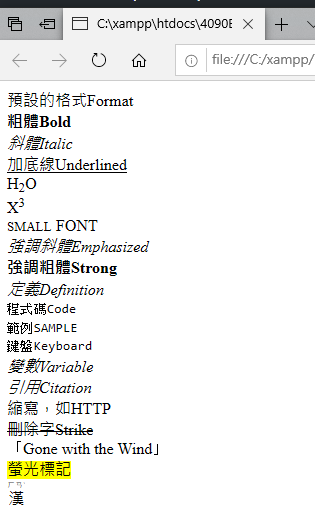 C:\xampp\htdocs\4090E
file:///C:/xampp/
預設的格式Format
粗體Bold
斜體Italic
加底線Underlined
H2O
X3
SMALL FONT
強調斜體Emphasized
強調粗體Strong
定義Definition
程式碼Code
範例SAMPLE
鍵盤Keyboard
變數Variable
引用Citation
縮寫，如HTTP
刪除字Strike
「Gone with the Wind」
螢光標記
漢